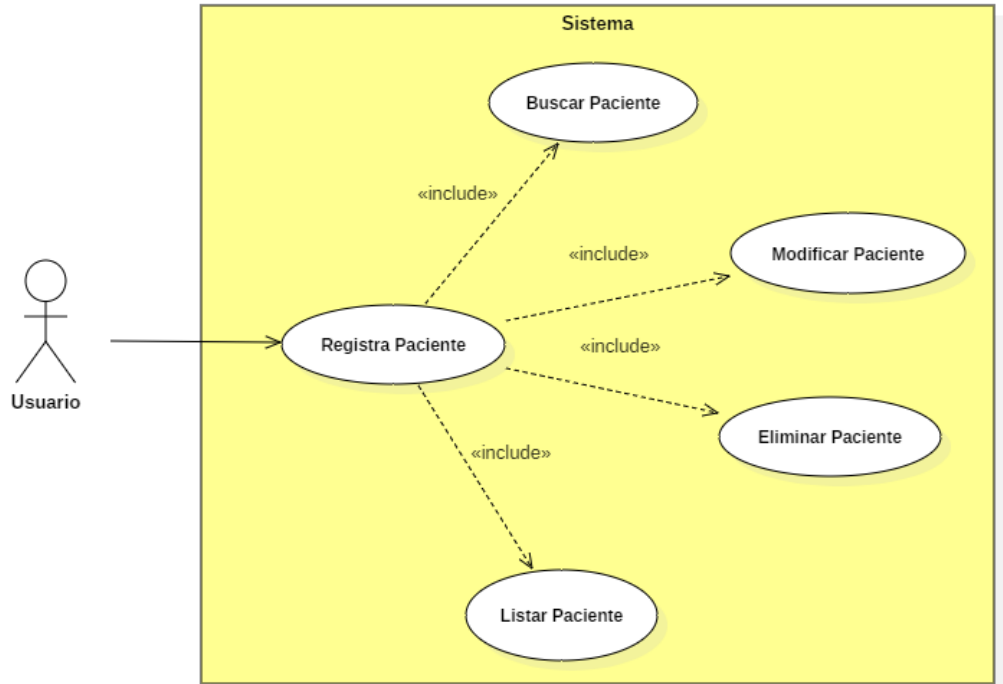 Sistema
Buscar Paciente
«include»
«include»
Modificar Paciente
Registra Paciente
«include»
Usuario
Eliminar Paciente
«include»
Listar Paciente